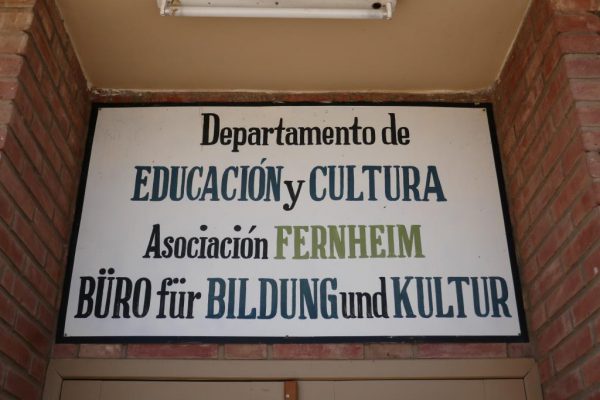 Departamento de
EDUCACIÓN y CULTURA
Asociación FERNHEIM
BÜRO für BILDUNG und KULTUR